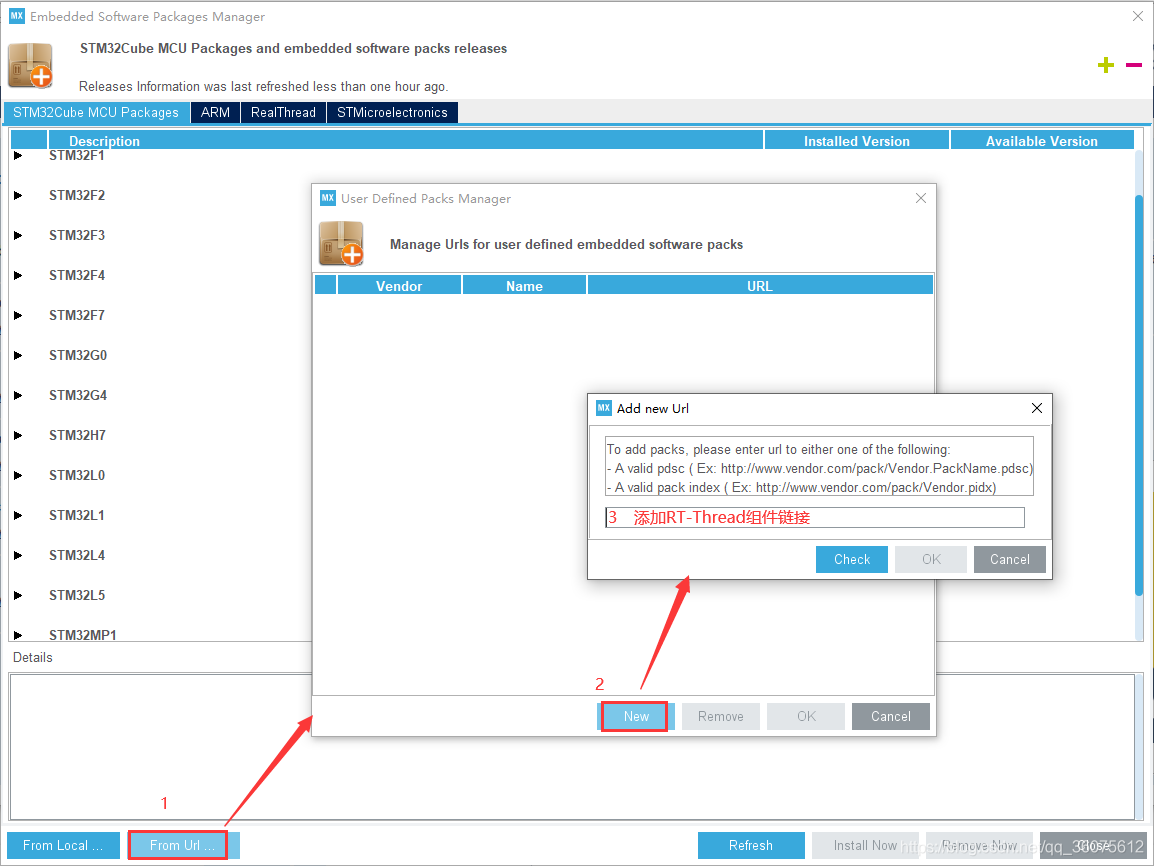 MX Embedded Software Packages Manager
STM32Cube MCU Packages and embedded software packs releases
Releases Information was last refreshed less than one hour ago.
STM32Cube MCU Packages ARM RealThread STMicroelectronics
Description Installed Version Available Version
STM32F1
STM32F2
STM32F3
STM32F4
STM32F7
STM32G0
STM32G4
STM32H7
STM32L0
STM32L1
STM32L4
STM32L5
STM32MP1
MX User Defined Packs Manager
Manage Urls for user defined embedded software packs
Vendor Name URL
MX Add new Url
To add packs, please enter url to either one of the following:
- A valid pdsc ( Ex: http://www.vendor.com/pack/Vendor.PackName.pdsc)
- A valid pack index ( Ex: http://www.vendor.com/pack/Vendor.pidx)
3 添加RT-Thread组件链接
Check OK Cancel
2
New Remove OK Cancel
Details
1
From Local ... From Url ... Refresh Install Now Remove Now Close